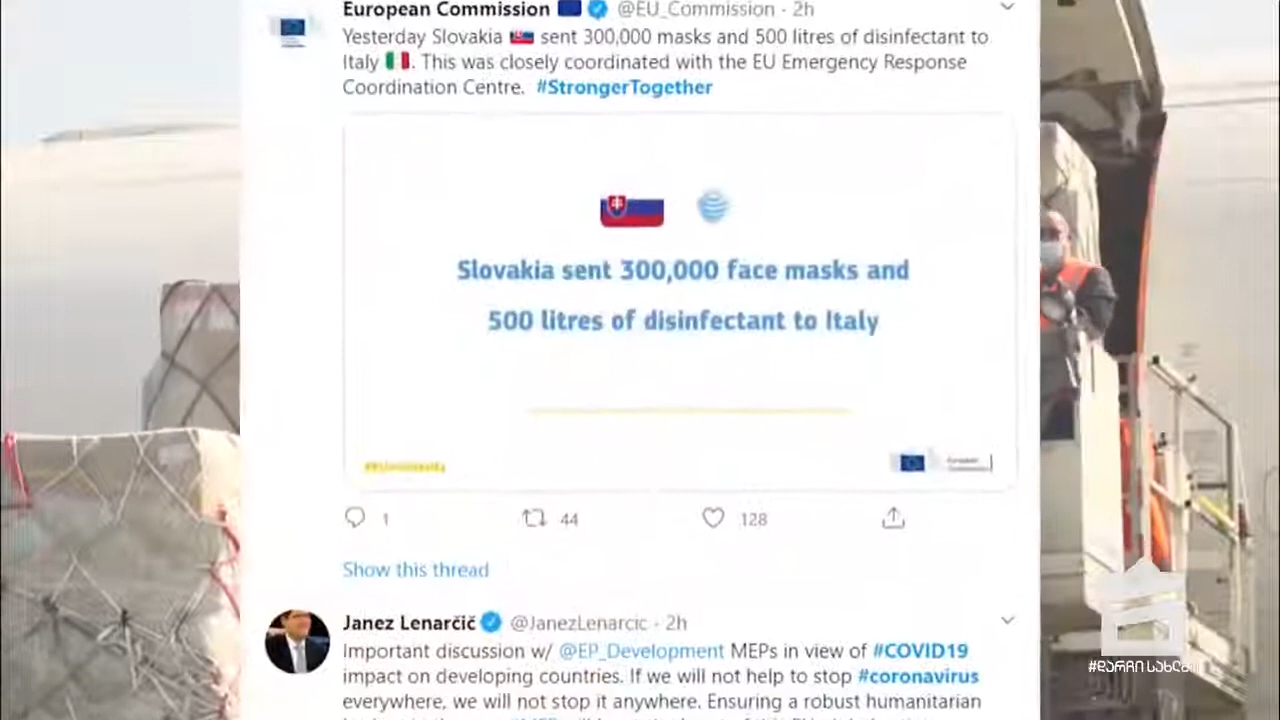 European Commission @EU_Commission · 2h
Yesterday Slovakia sent 300,000 masks and 500 litres of disinfectant to
Italy. This was closely coordinated with the EU Emergency Response
Coordination Centre. #StrongerTogether
Slovakia sent 300,000 face masks and
500 litres of disinfectant to Italy
1 44 128
Show this thread
Janez Lenarčič @JanezLenarcic · 2h
Important discussion w/ @EP_Development MEPs in view of #COVID19
impact on developing countries. If we will not help to stop #coronavirus
everywhere, we will not stop it anywhere. Ensuring a robust humanitarian